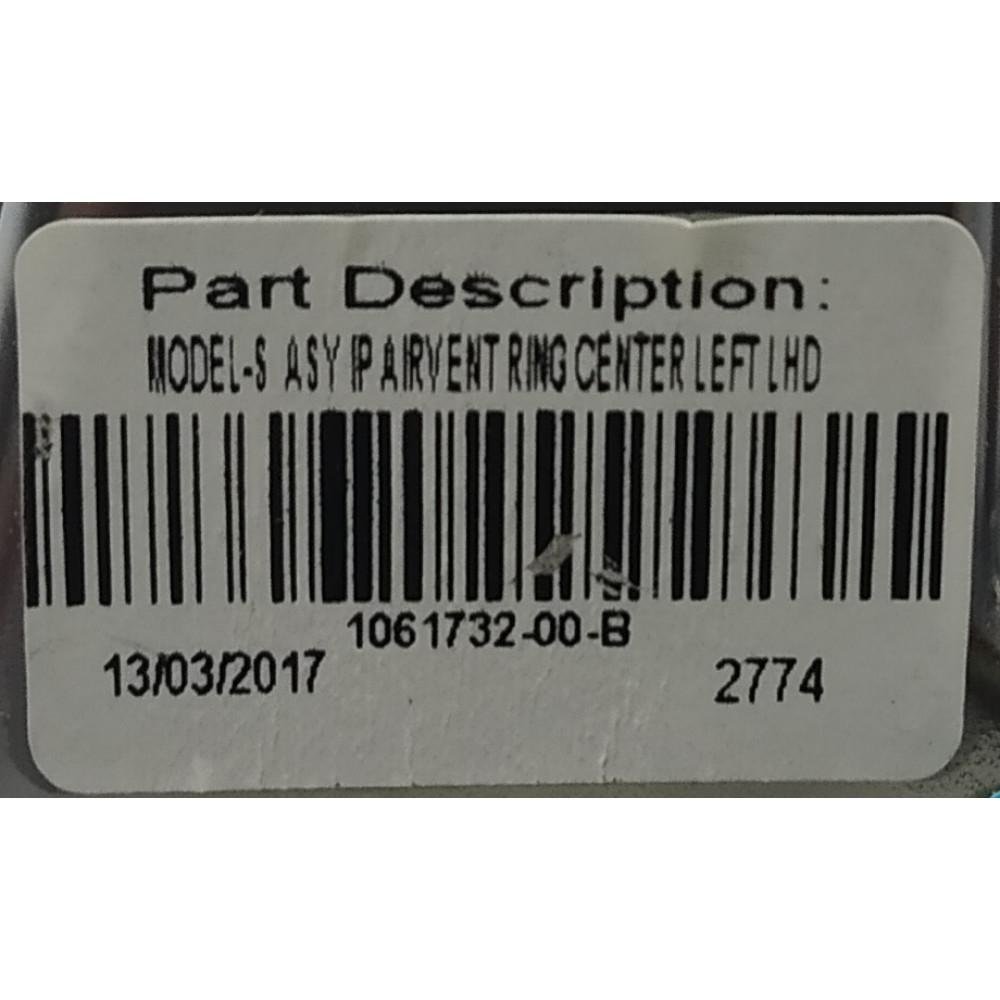 Part Description:
MODEL-S ASY IP AIRVENT RING CENTER LEFT LHD
1061732-00-B
13/03/2017 2774